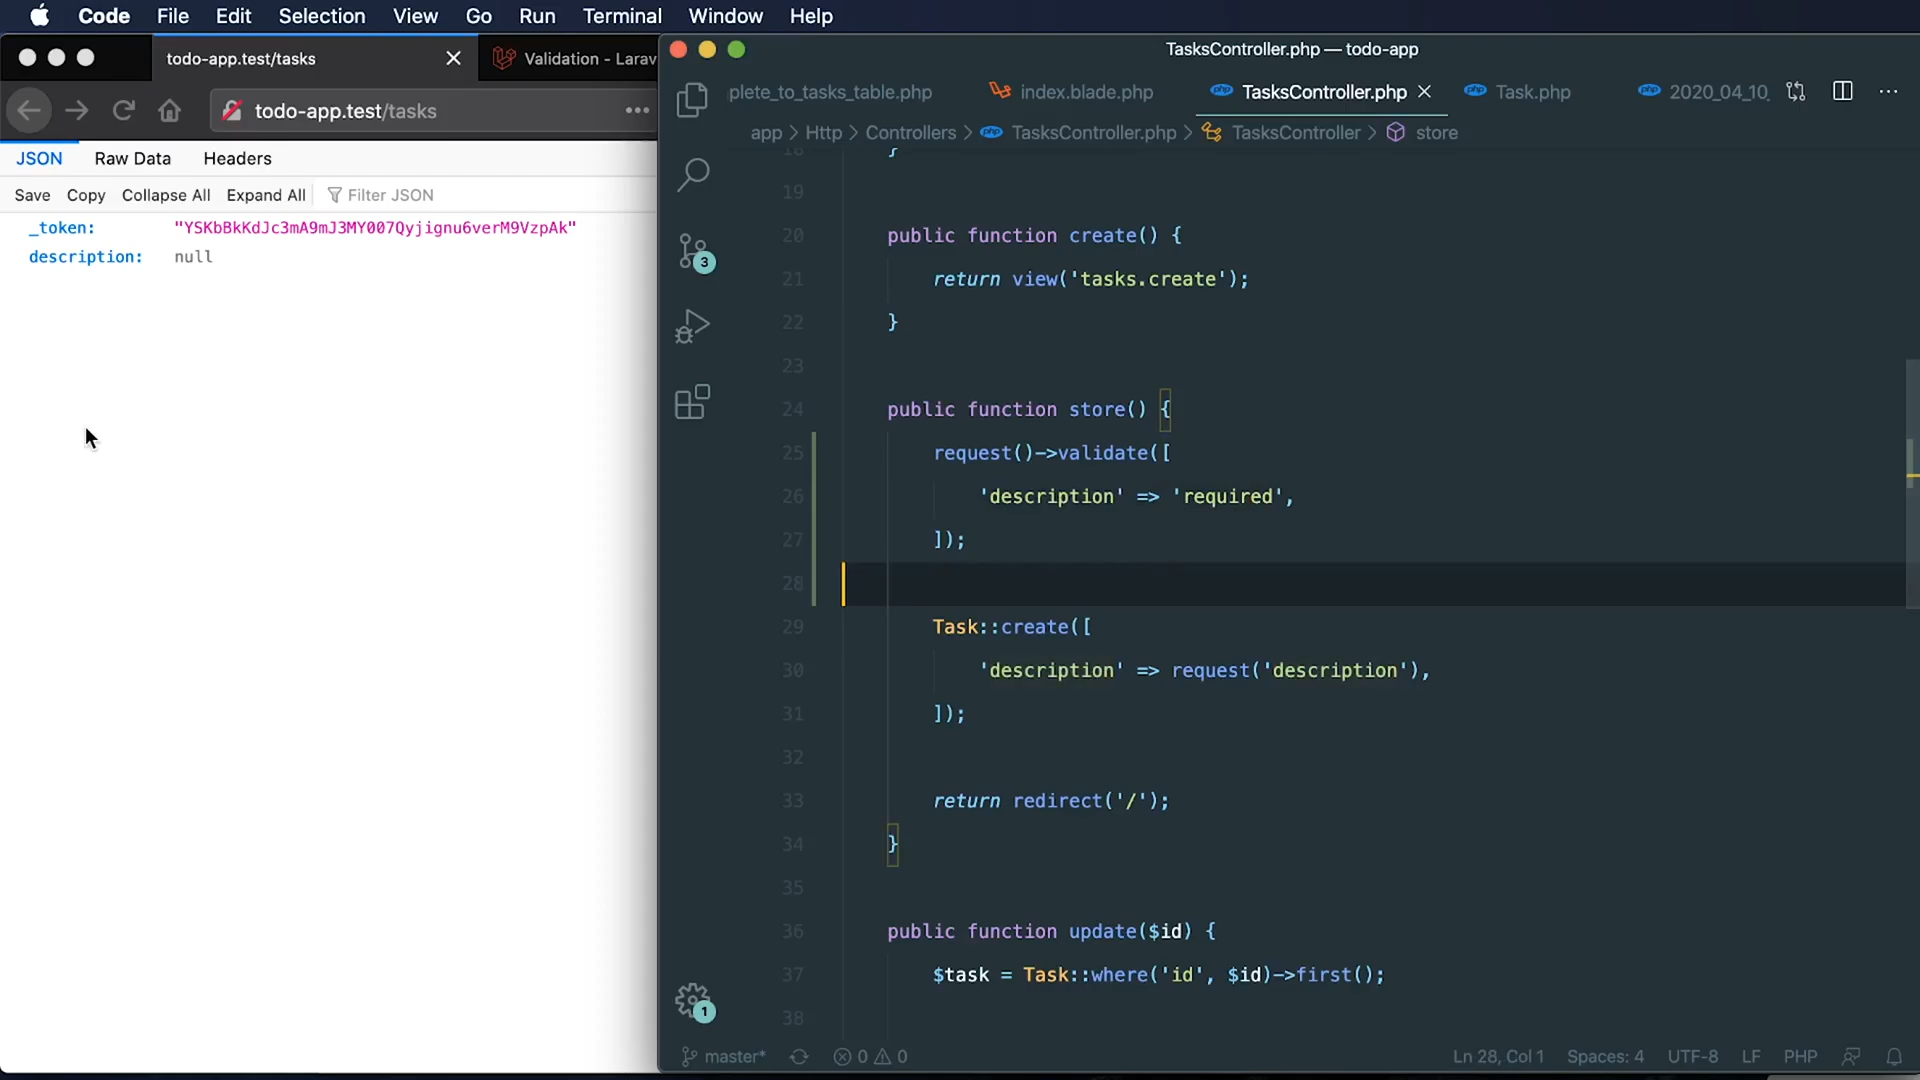 Code File Edit Selection View Go Run Terminal Window Help
todo-app.test/tasks
Validation - Larav
TasksController.php — todo-app
plete_to_tasks_table.php
index.blade.php
TasksController.php
Task.php
2020_04_10_
todo-app.test/tasks
app > Http > Controllers > TasksController.php > TasksController > store
JSON Raw Data Headers
Save Copy Collapse All Expand All Filter JSON
_token: "YSKbBkKdJc3mA9mJ3MY007Qyjignu6verM9VzpAk"
description: null
18 }
19
20 public function create() {
21 return view('tasks.create');
22 }
23
24 public function store() {
25 request()->validate([
26 'description' => 'required',
27 ]);
28
29 Task::create([
30 'description' => request('description'),
31 ]);
32
33 return redirect('/');
34 }
35
36 public function update($id) {
37 $task = Task::where('id', $id)->first();
38
3
1
master* 0 0 Ln 28, Col 1 Spaces: 4 UTF-8 LF PHP